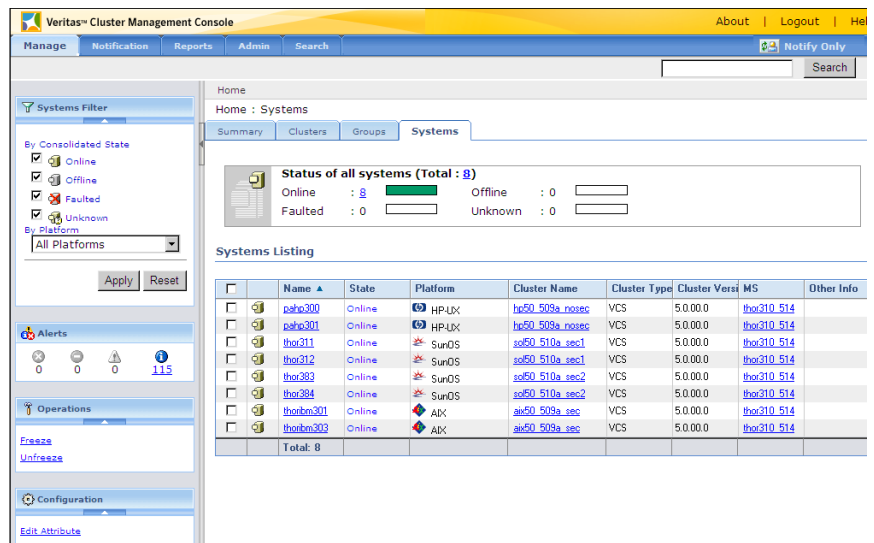 Veritas™ Cluster Management Console
About | Logout | Hel
Manage Notification Reports Admin Search
Notify Only
Search
Home
Systems Filter
Home : Systems
Summary Clusters Groups Systems
By Consolidated State
Online
Offline
Faulted
Unknown
By Platform
All Platforms
Apply Reset
Status of all systems (Total : 8)
Online : 8 Offline : 0
Faulted : 0 Unknown : 0
Systems Listing
Name ▲ State Platform Cluster Name Cluster Type Cluster Versi MS Other Info
pahp300 Online HP-UX hp50_509a_nosec VCS 5.0.00.0 thor310_514
pahp301 Online HP-UX hp50_509a_nosec VCS 5.0.00.0 thor310_514
thor311 Online SunOS sol50_510a_sec1 VCS 5.0.00.0 thor310_514
thor312 Online SunOS sol50_510a_sec1 VCS 5.0.00.0 thor310_514
thor383 Online SunOS sol50_510a_sec2 VCS 5.0.00.0 thor310_514
thor384 Online SunOS sol50_510a_sec2 VCS 5.0.00.0 thor310_514
thoribm301 Online AIX aix50_509a_sec VCS 5.0.00.0 thor310_514
thoribm303 Online AIX aix50_509a_sec VCS 5.0.00.0 thor310_514
Total: 8
Alerts
0 0 0 115
Operations
Freeze
Unfreeze
Configuration
Edit Attribute